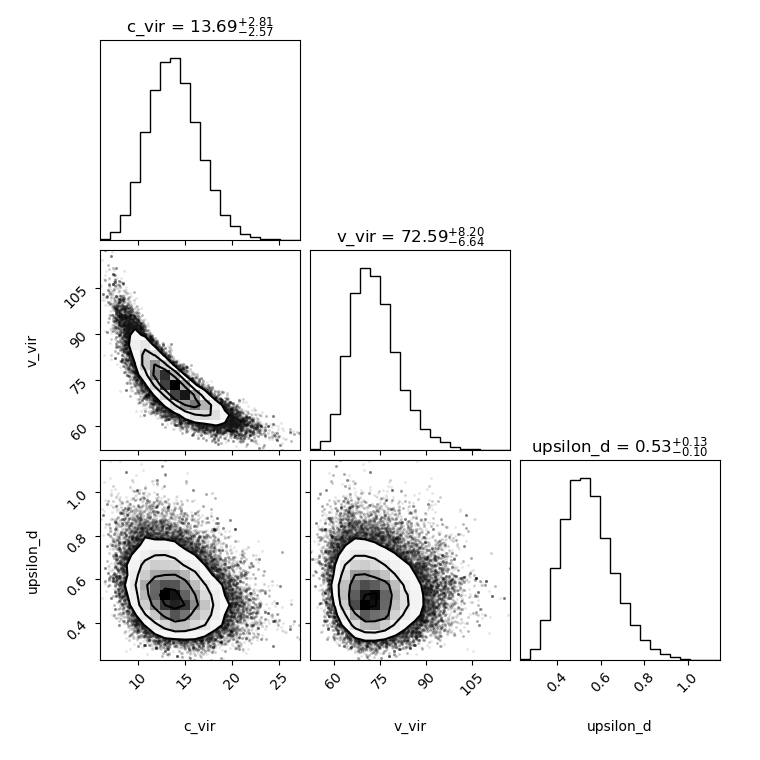 c_vir = 13.69+2.81−2.57
v_vir = 72.59+8.20−6.64
105
90
75
60
v_vir
upsilon_d = 0.53+0.13−0.10
1.0
0.8
0.6
0.4
upsilon_d
10 15 20 25
60 75 90 105
0.4 0.6 0.8 1.0
c_vir
v_vir
upsilon_d